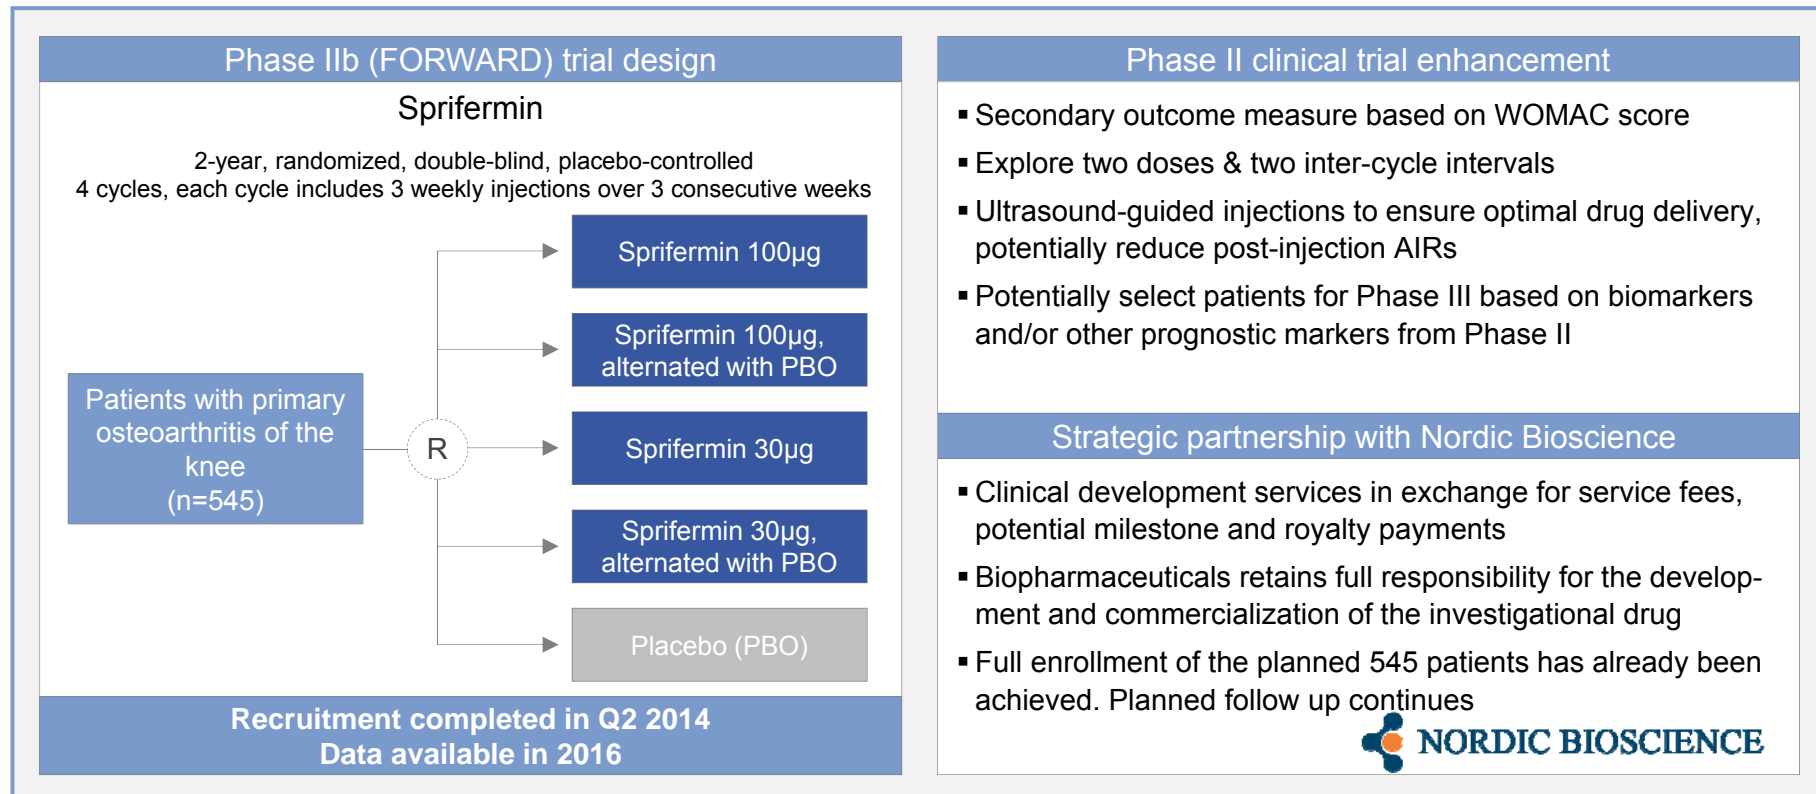 Phase IIb (FORWARD) trial design
Sprifermin
2-year, randomized, double-blind, placebo-controlled
4 cycles, each cycle includes 3 weekly injections over 3 consecutive weeks
Patients with primary
osteoarthritis of the
knee
(n=545)
R
Sprifermin 100µg
Sprifermin 100µg,
alternated with PBO
Sprifermin 30µg
Sprifermin 30µg,
alternated with PBO
Placebo (PBO)
Recruitment completed in Q2 2014
Data available in 2016
Phase II clinical trial enhancement
▪ Secondary outcome measure based on WOMAC score
▪ Explore two doses & two inter-cycle intervals
▪ Ultrasound-guided injections to ensure optimal drug delivery,
potentially reduce post-injection AIRs
▪ Potentially select patients for Phase III based on biomarkers
and/or other prognostic markers from Phase II
Strategic partnership with Nordic Bioscience
▪ Clinical development services in exchange for service fees,
potential milestone and royalty payments
▪ Biopharmaceuticals retains full responsibility for the develop-
ment and commercialization of the investigational drug
▪ Full enrollment of the planned 545 patients has already been
achieved. Planned follow up continues
NORDIC BIOSCIENCE